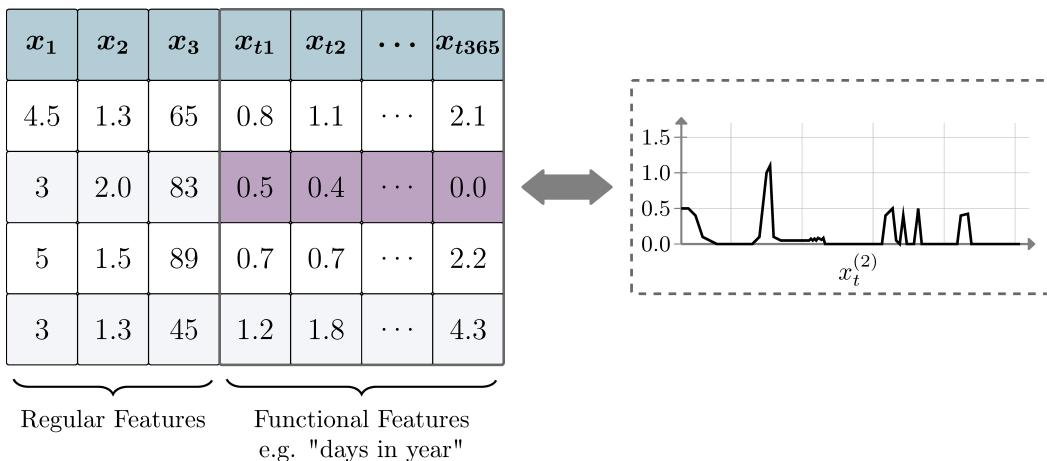 x₁ x₂ x₃ xₜ₁ xₜ₂ ··· xₜ₃₆₅
4.5 1.3 65 0.8 1.1 ··· 2.1
3 2.0 83 0.5 0.4 ··· 0.0
5 1.5 89 0.7 0.7 ··· 2.2
3 1.3 45 1.2 1.8 ··· 4.3
Regular Features
Functional Features
e.g. "days in year"
1.5
1.0
0.5
0.0
xₜ⁽²⁾